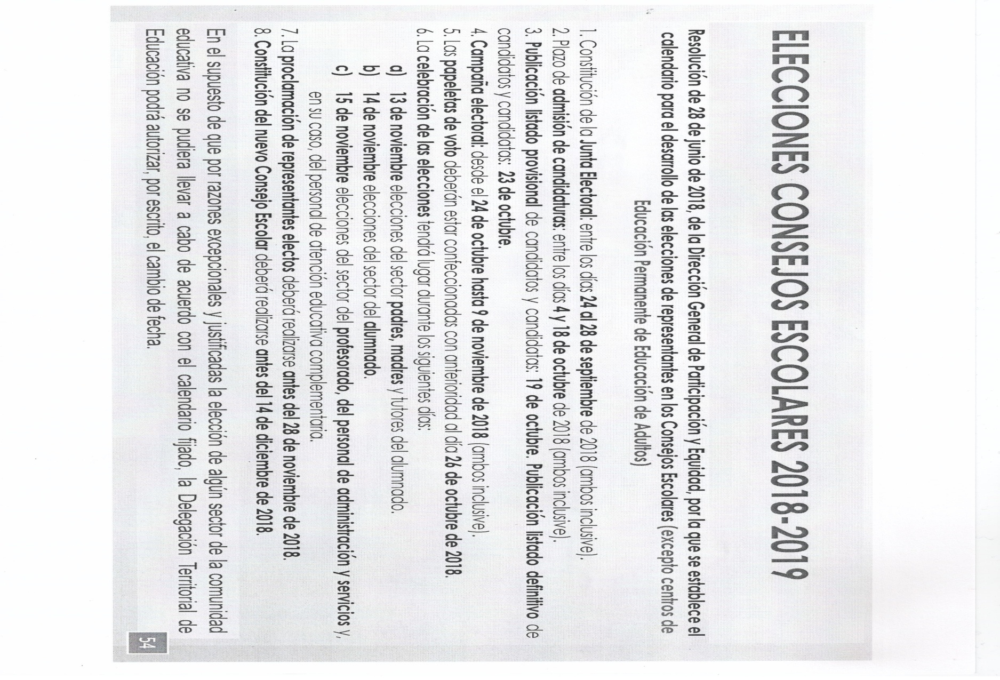 ELECCIONES CONSEJOS ESCOLARES 2018-2019
Resolución de 28 de junio de 2018, de la Dirección General de Participación y Equidad, por la que se establece el
calendario para el desarrollo de las elecciones de representantes en los Consejos Escolares (excepto centros de
Educación Permanente de Educación de Adultos)
1. Constitución de la Junta Electoral: entre los días 24 al 28 de septiembre de 2018 (ambos inclusive).
2. Plazo de admisión de candidaturas: entre los días 4 y 18 de octubre de 2018 (ambos inclusive).
3. Publicación listado provisional de candidatos y candidatas: 19 de octubre. Publicación listado definitivo de
candidatos y candidatas: 23 de octubre.
4. Campaña electoral: desde el 24 de octubre hasta 9 de noviembre de 2018 (ambos inclusive).
5. Las papeletas de voto deberán estar confeccionadas con anterioridad al día 26 de octubre de 2018.
6. La celebración de las elecciones tendrá lugar durante los siguientes días:
a) 13 de noviembre elecciones del sector padres, madres y tutores del alumnado.
b) 14 de noviembre elecciones del sector del alumnado.
c) 15 de noviembre elecciones del sector del profesorado, del personal de administración y servicios y,
en su caso, del personal de atención educativa complementaria.
7. La proclamación de representantes electos deberá realizarse antes del 28 de noviembre de 2018.
8. Constitución del nuevo Consejo Escolar deberá realizarse antes del 14 de diciembre de 2018.
En el supuesto de que por razones excepcionales y justificadas la elección de algún sector de la comunidad
educativa no se pudiera llevar a cabo de acuerdo con el calendario fijado, la Delegación Territorial de
Educación podrá autorizar, por escrito, el cambio de fecha.
54